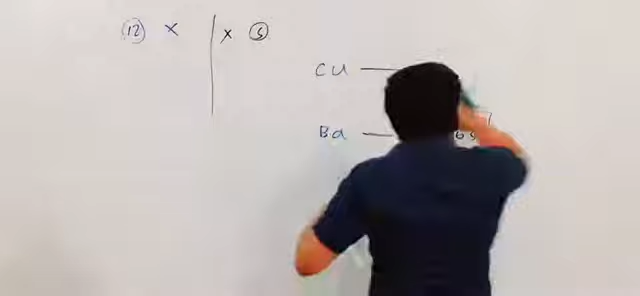 12 x | x 5
CU —
Ba —